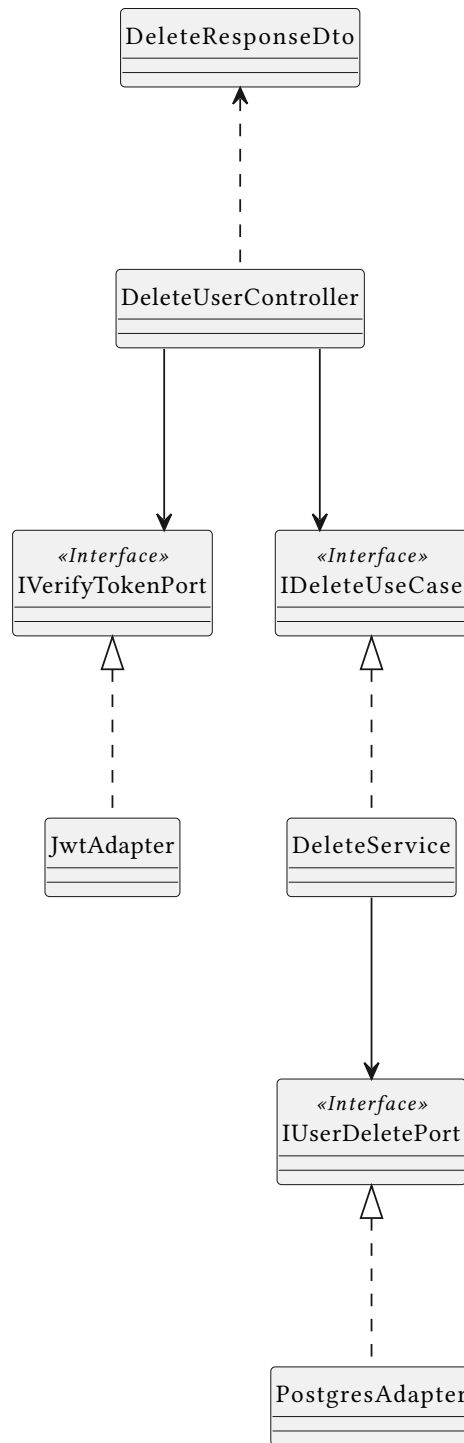 DeleteResponseDto
DeleteUserController
«Interface»
IVerifyTokenPort
«Interface»
IDeleteUseCase
JwtAdapter
DeleteService
«Interface»
IUserDeletePort
PostgresAdapter